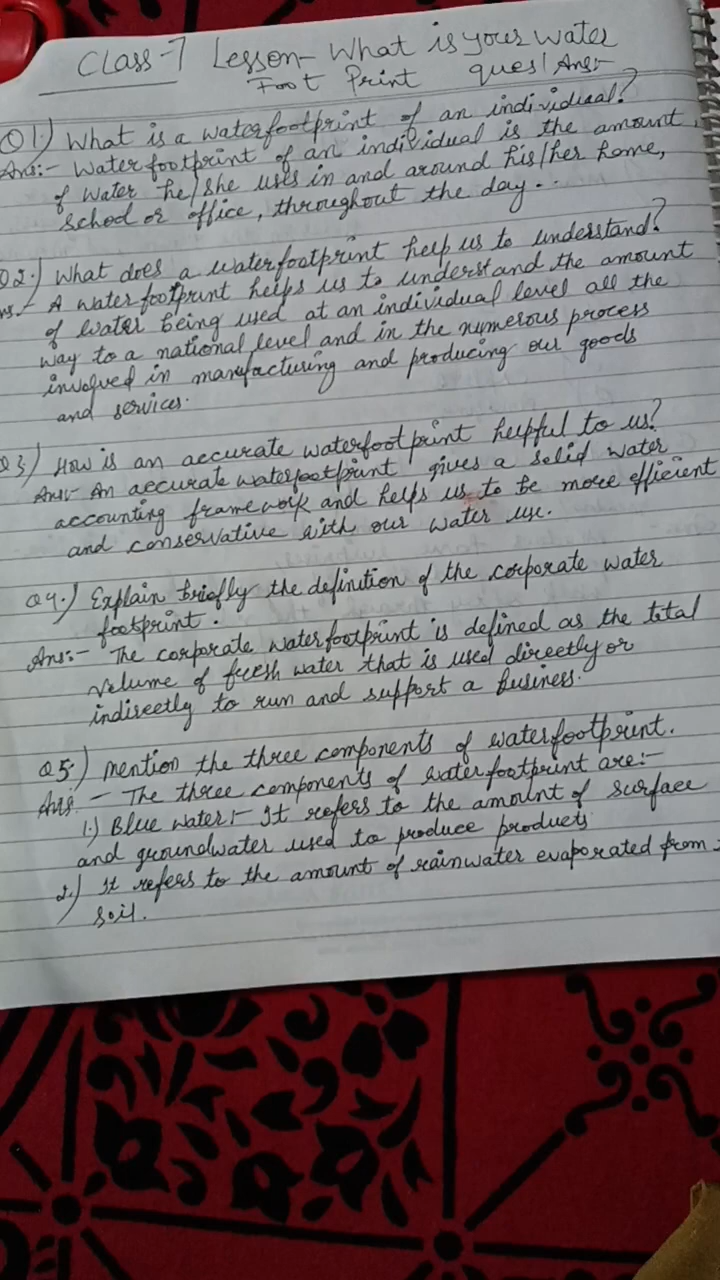 Class-7 Lesson- What is your water
Foot Print ques/Ans:-
Q1) What is a waterfootprint of an individual?
Ans:- Waterfootprint of an individual is the amount
of water he/she uses in and around his/her home,
school or office, throughout the day...
Q2.) What does a waterfootprint help us to understand?
Ans.- A waterfootprint helps us to understand the amount
of water being used at an individual level all the
way to a national level and in the numerous process
involved in manufacturing and producing our goods
and services.
Q3) How is an accurate waterfootprint helpful to us?
Ans:- An accurate waterfootprint gives a solid water
accounting framework and helps us to be more efficient
and conservative with our water use.
Q4.) Explain briefly the definition of the corporate water
footprint.
Ans:- The corporate waterfootprint is defined as the total
volume of fresh water that is used directly or
indirectly to run and support a business.
Q5.) mention the three components of waterfootprint.
Ans - The three components of waterfootprint are:-
1.) Blue water:- It refers to the amount of surface
and groundwater used to produce products
2.) It refers to the amount of rainwater evaporated from
soil.